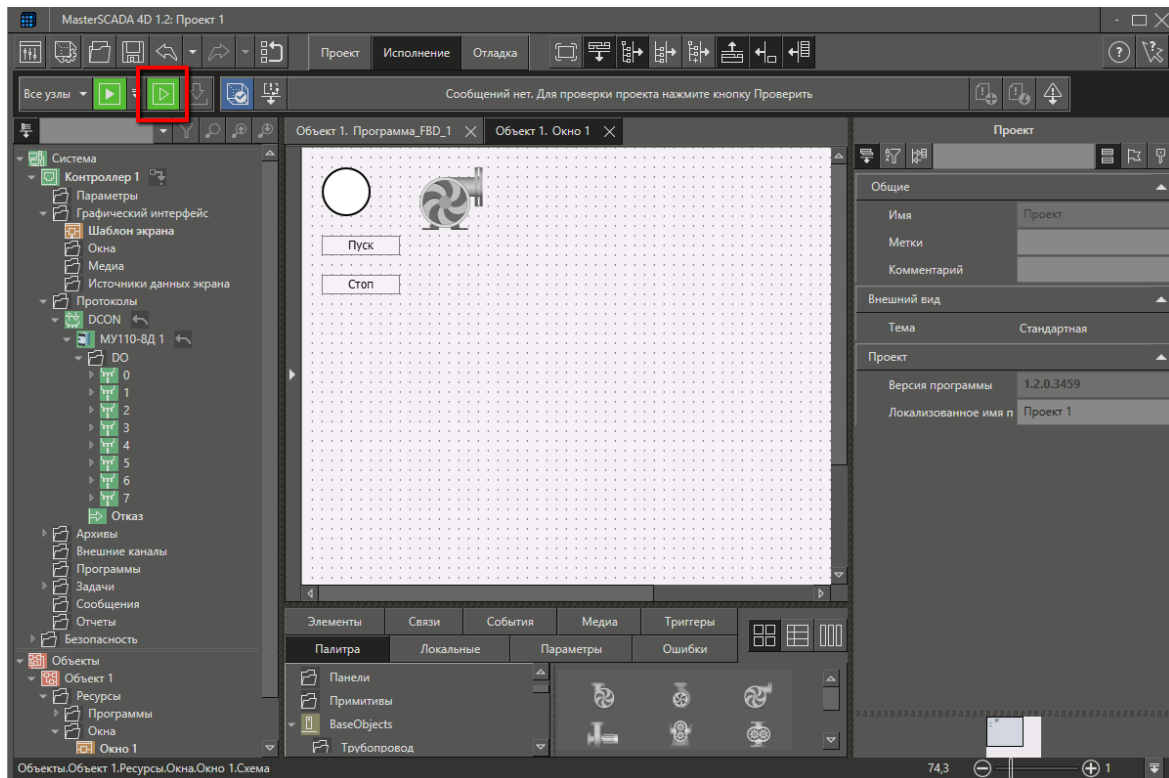 MasterSCADA 4D 1.2: Проект 1
Проект Исполнение Отладка
Все узлы
Сообщений нет. Для проверки проекта нажмите кнопку Проверить
Объект 1. Программа_FBD_1
Объект 1. Окно 1
Проект
Система
Контроллер 1
Параметры
Графический интерфейс
Шаблон экрана
Окна
Медиа
Источники данных экрана
Протоколы
DCON
МУ110-8Д 1
DO
0
1
2
3
4
5
6
7
Отказ
Архивы
Внешние каналы
Программы
Задачи
Сообщения
Отчеты
Безопасность
Объекты
Объект 1
Ресурсы
Программы
Окна
Окно 1
Пуск
Стоп
Элементы Связи События Медиа Триггеры
Палитра Локальные Параметры Ошибки
Панели
Примитивы
BaseObjects
Трубопровод
Общие
Имя Проект
Метки
Комментарий
Внешний вид
Тема Стандартная
Проект
Версия программы 1.2.0.3459
Локализованное имя п Проект 1
Объекты.Объект 1.Ресурсы.Окна.Окно 1.Схема
74,3
1